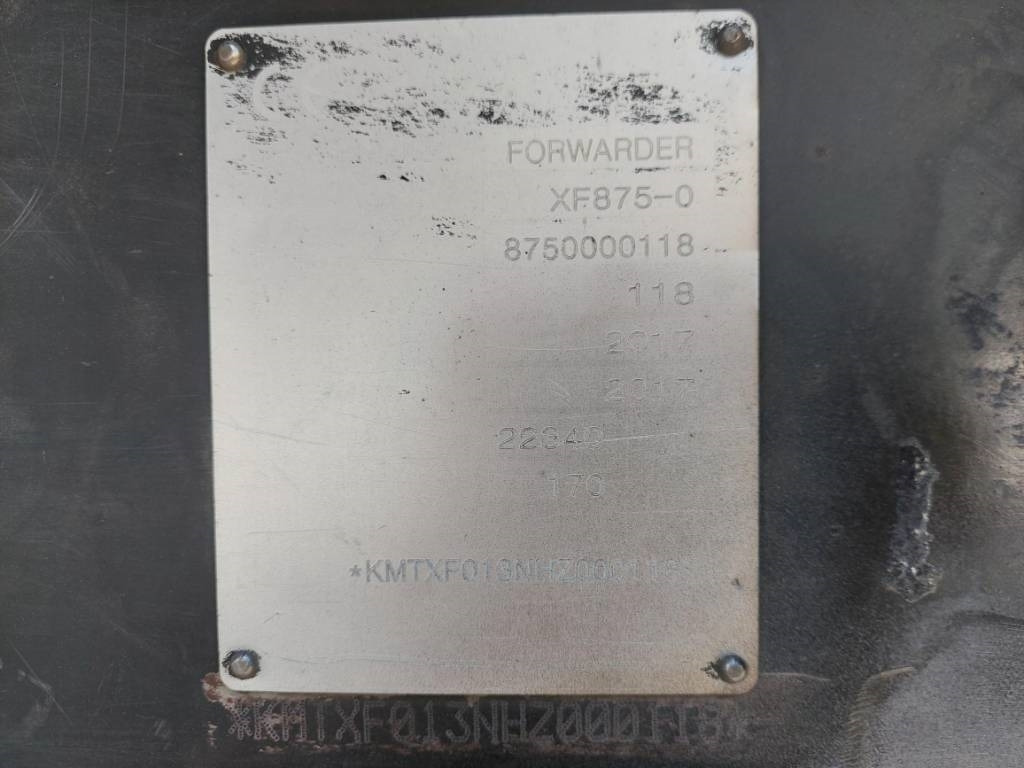 FORWARDER
XF875-0
8750000118
118
2017
2017
22340
170
*KMTXF013NHZ000118*
*KMTXF013NHZ000118*